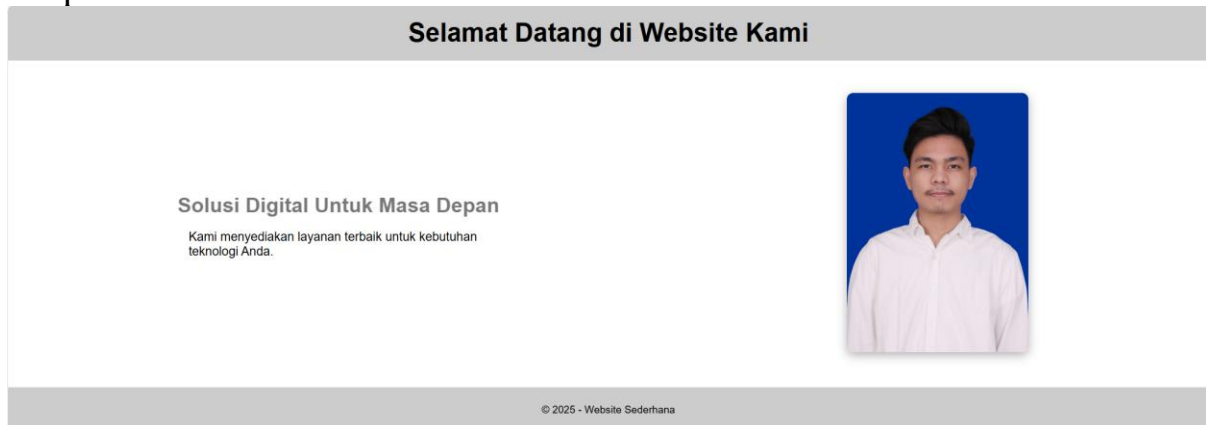 Selamat Datang di Website Kami
Solusi Digital Untuk Masa Depan
Kami menyediakan layanan terbaik untuk kebutuhan
teknologi Anda.
© 2025 - Website Sederhana